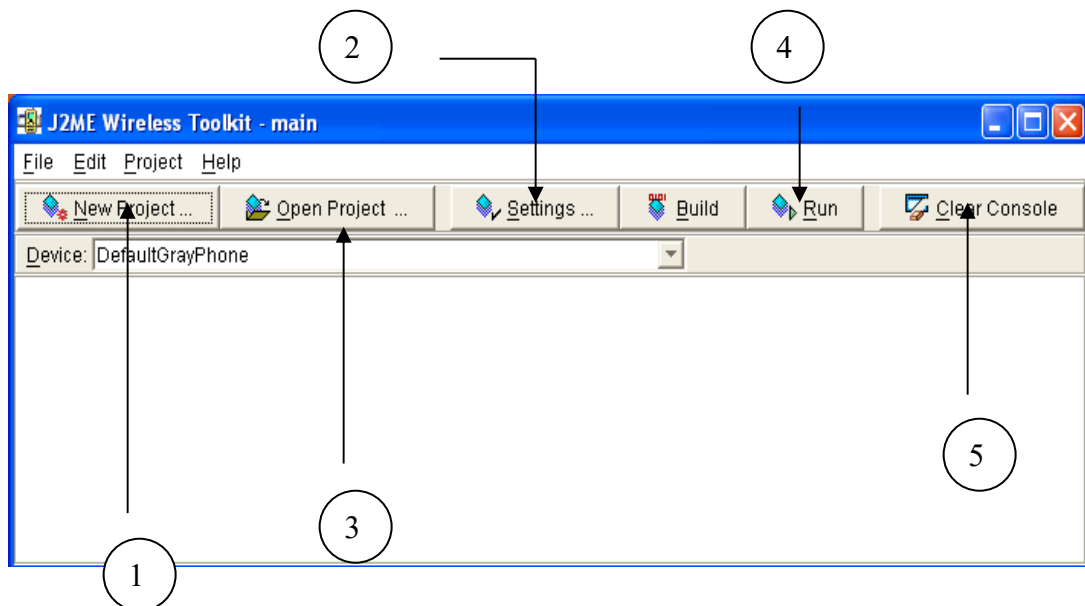 2
4
J2ME Wireless Toolkit - main
File Edit Project Help
New Project ... Open Project ... Settings ... Build Run Clear Console
Device: DefaultGrayPhone
5
3
1